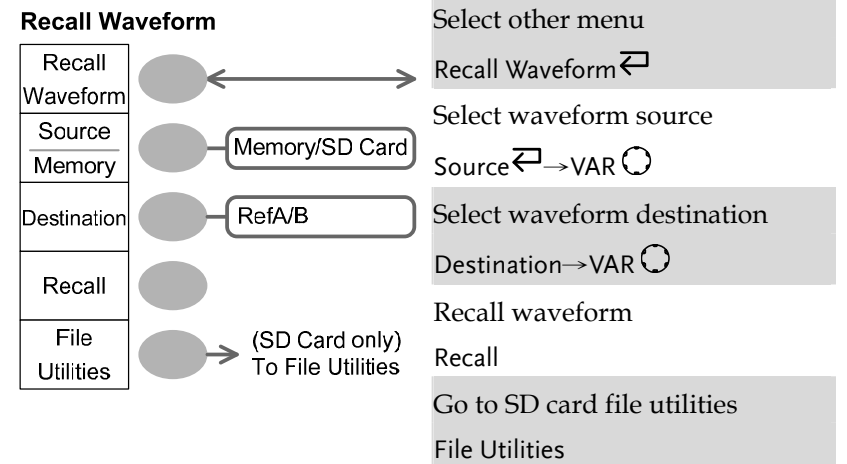 Recall Waveform
Recall
Waveform
Source
Memory
Memory/SD Card
Destination
RefA/B
Recall
File
Utilities
(SD Card only)
To File Utilities
Select other menu
Recall Waveform
Select waveform source
Source →VAR
Select waveform destination
Destination→VAR
Recall waveform
Recall
Go to SD card file utilities
File Utilities